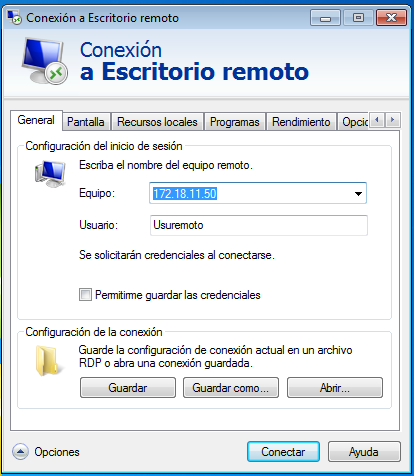 Conexión a Escritorio remoto
Conexión
a Escritorio remoto
General Pantalla Recursos locales Programas Rendimiento Opcio
Configuración del inicio de sesión
Escriba el nombre del equipo remoto.
Equipo: 172.18.11.50
Usuario: Usuremoto
Se solicitarán credenciales al conectarse.
Permitirme guardar las credenciales
Configuración de la conexión
Guarde la configuración de conexión actual en un archivo
RDP o abra una conexión guardada.
Guardar Guardar como... Abrir...
Opciones Conectar Ayuda